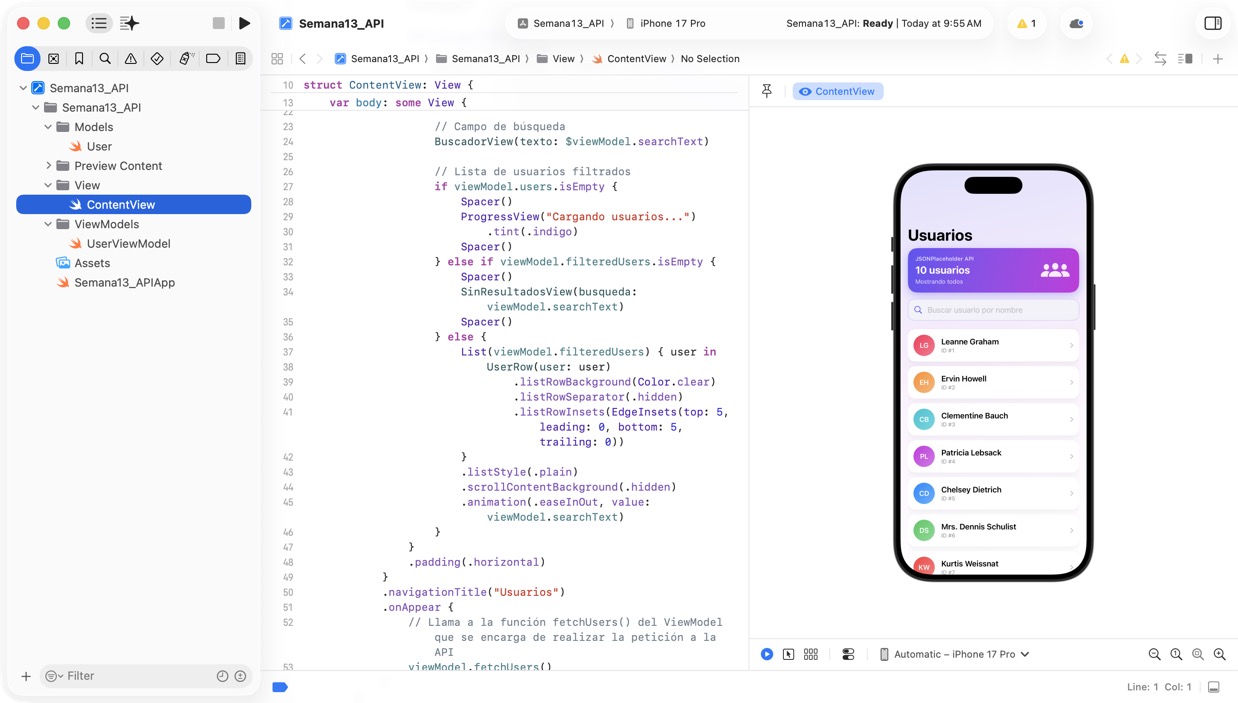 Semana13_API
Semana13_API
iPhone 17 Pro
Semana13_API: Ready | Today at 9:55 AM
1
Semana13_API
Semana13_API
View
ContentView
No Selection
Semana13_API
Semana13_API
Models
User
Preview Content
View
ContentView
ViewModels
UserViewModel
Assets
Semana13_APIApp
Filter
10 struct ContentView: View {
13 var body: some View {
22
23 // Campo de búsqueda
24 BuscadorView(texto: $viewModel.searchText)
25
26 // Lista de usuarios filtrados
27 if viewModel.users.isEmpty {
28 Spacer()
29 ProgressView("Cargando usuarios...")
30 .tint(.indigo)
31 Spacer()
32 } else if viewModel.filteredUsers.isEmpty {
33 Spacer()
34 SinResultadosView(busqueda:
viewModel.searchText)
35 Spacer()
36 } else {
37 List(viewModel.filteredUsers) { user in
38 UserRow(user: user)
39 .listRowBackground(Color.clear)
40 .listRowSeparator(.hidden)
41 .listRowInsets(EdgeInsets(top: 5,
leading: 0, bottom: 5,
trailing: 0))
42 }
43 .listStyle(.plain)
44 .scrollContentBackground(.hidden)
45 .animation(.easeInOut, value:
viewModel.searchText)
46 }
47 }
48 .padding(.horizontal)
49 }
50 .navigationTitle("Usuarios")
51 .onAppear {
52 // Llama a la función fetchUsers() del ViewModel
que se encarga de realizar la petición a la
API
53 viewModel.fetchUsers()
ContentView
Usuarios
JSONPlaceholder API
10 usuarios
Mostrando todos
Buscar usuario por nombre
LG Leanne Graham
ID #1
EH Ervin Howell
ID #2
CB Clementine Bauch
ID #3
PL Patricia Lebsack
ID #4
CD Chelsey Dietrich
ID #5
DS Mrs. Dennis Schulist
ID #6
KW Kurtis Weissnat
ID #7
Automatic – iPhone 17 Pro
Line: 1 Col: 1